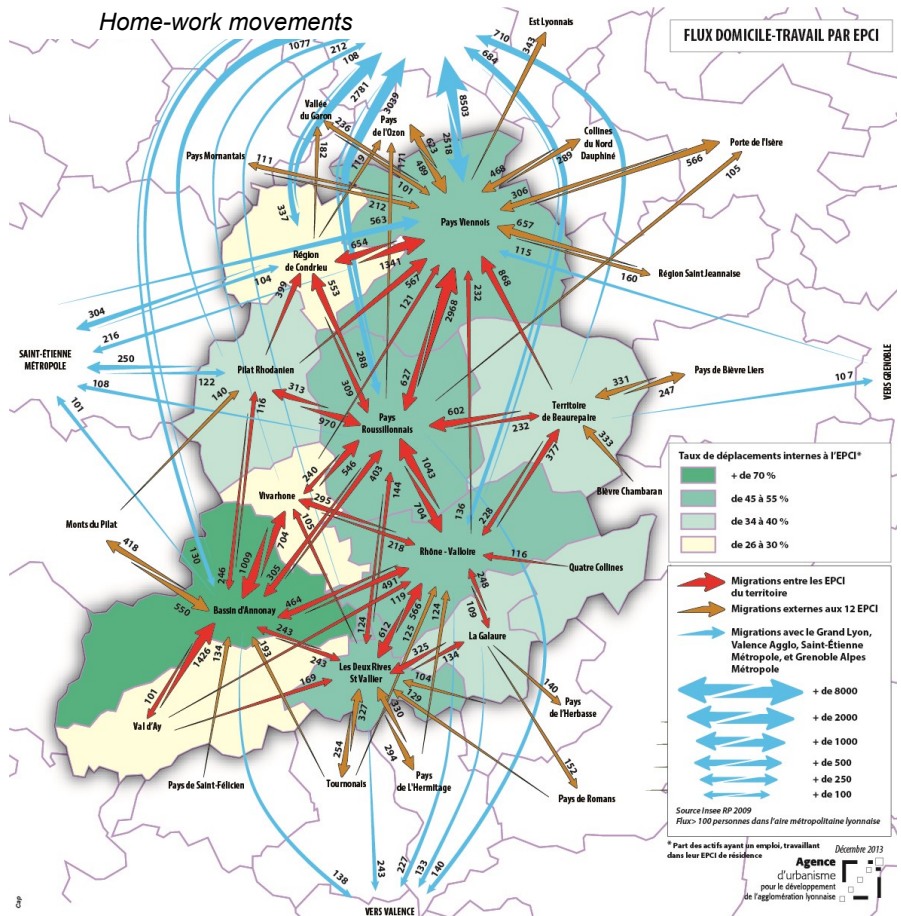 Home-work movements
FLUX DOMICILE-TRAVAIL PAR EPCI
Est Lyonnais
1077
212
108
2781
3039
8503
2518
710
684
343
Vallée
du Garon
236
Pays
de l'Ozon
623
489
Collines
du Nord
Dauphiné
468
289
Porte de l'Isère
566
105
Pays Mornantais
111
182
119
171
101
212
306
337
563
Pays Viennois
657
654
Région
de Condrieu
1341
115
160
Région Saint Jeannaise
104
399
553
567
121
2968
232
868
304
216
SAINT-ÉTIENNE
MÉTROPOLE
250
108
101
122
140
Pilat Rhodanien
116
313
309
288
970
627
Pays
Roussillonnais
602
232
Territoire
de Beaurepaire
331
247
Pays de Bièvre Liers
107
VERS GRENOBLE
377
333
Bièvre Chambaran
240
546
403
144
1043
704
136
228
Vivarhone
295
105
218
Monts du Pilat
418
130
246
1009
704
305
Rhône - Valloire
116
Quatre Collines
550
Bassin d'Annonay
464
491
119
566
248
109
124
612
125
124
La Galaure
243
243
193
134
1426
101
Val d'Ay
169
Les Deux Rives
St Vallier
325
134
104
129
140
Pays
de l'Herbasse
152
327
254
330
294
Pays de Saint-Félicien
Tournonais
Pays
de L'Hermitage
Pays de Romans
138
243
227
133
140
VERS VALENCE
Taux de déplacements internes à l'EPCI*
+ de 70 %
de 45 à 55 %
de 34 à 40 %
de 26 à 30 %
Migrations entre les EPCI
du territoire
Migrations externes aux 12 EPCI
Migrations avec le Grand Lyon,
Valence Agglo, Saint-Étienne
Métropole, et Grenoble Alpes
Métropole
+ de 8000
+ de 2000
+ de 1000
+ de 500
+ de 250
+ de 100
Source Insee RP 2009
Flux> 100 personnes dans l'aire métropolitaine lyonnaise
* Part des actifs ayant un emploi, travaillant
dans leur EPCI de résidence
Décembre 2013
Agence
d'urbanisme
pour le développement
de l'agglomération lyonnaise
Cap